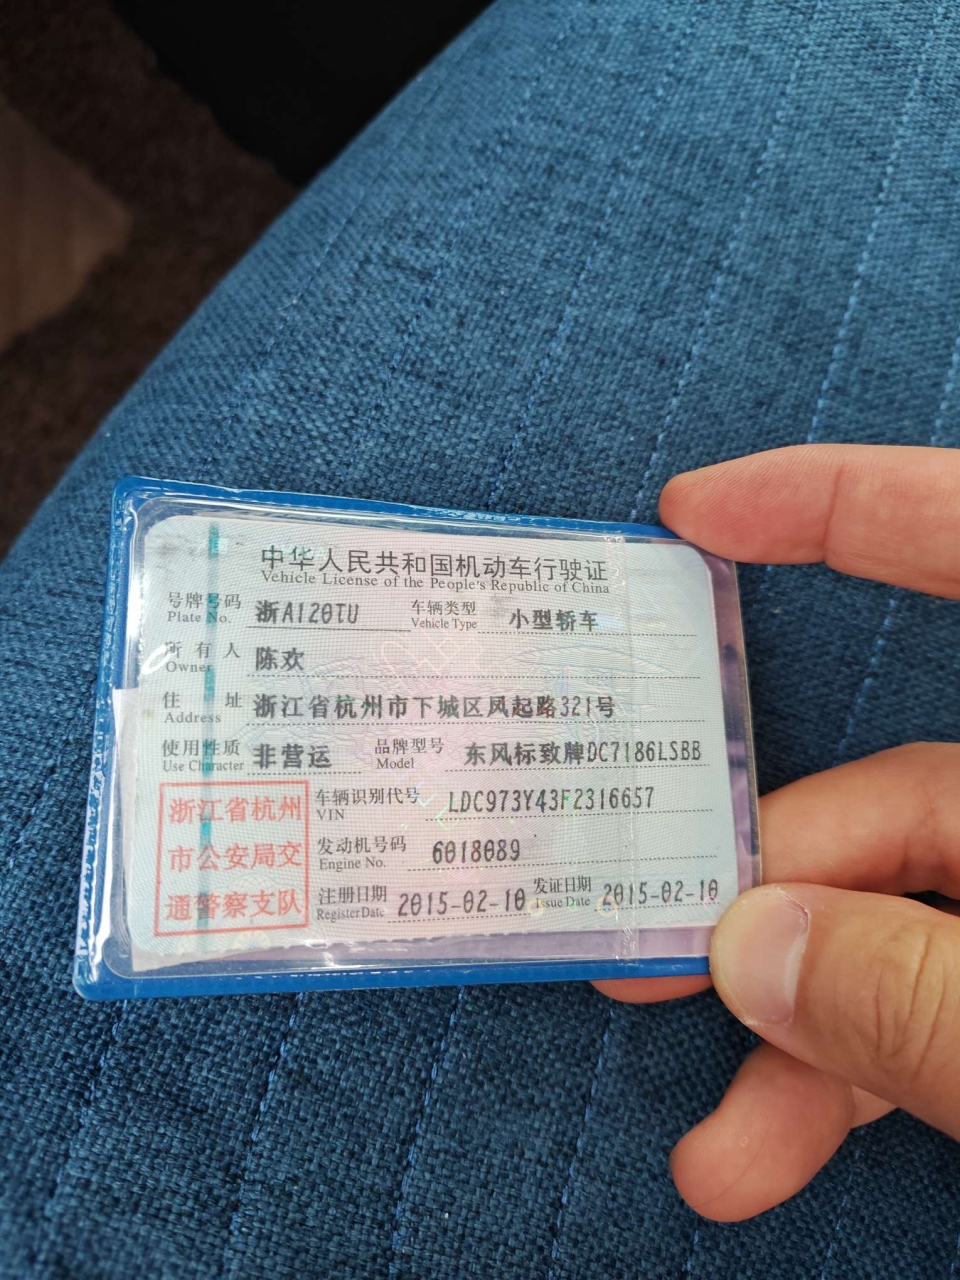 中华人民共和国机动车行驶证
Vehicle License of the People's Republic of China
号牌号码 浙A120TU 车辆类型 小型轿车
Plate No. Vehicle Type
所有人 陈欢
Owner
住址 浙江省杭州市下城区凤起路321号
Address
使用性质 非营运 品牌型号 东风标致牌DC7186LSBB
Use Character Model
浙江省杭州
市公安局交
通警察支队
车辆识别代号 LDC973Y43F2316657
VIN
发动机号码 6018089
Engine No.
注册日期 2015-02-10 发证日期 2015-02-10
Register Date Issue Date